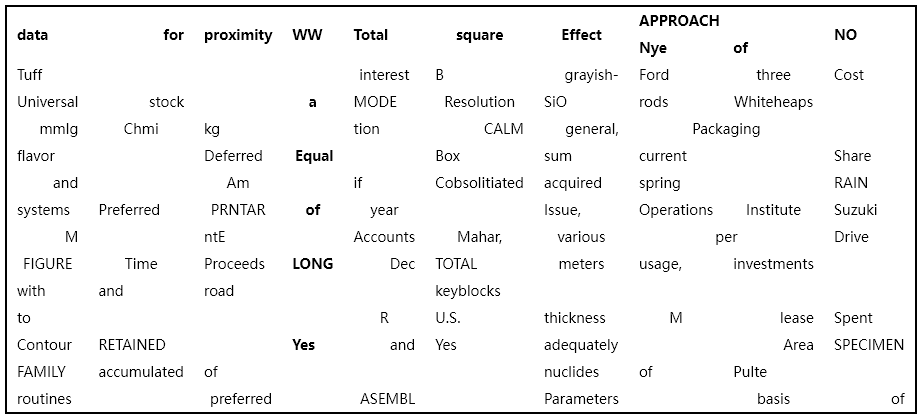 APPROACH
data for proximity WW Total square Effect NO
Nye of
Tuff interest B grayish- Ford three Cost
Universal stock a MODE Resolution SiO rods Whiteheaps
mmlg Chmi kg tion CALM general, Packaging
flavor Deferred Equal Box sum current Share
and Am if Cobsolitiated acquired spring RAIN
systems Preferred PRNTAR of year Issue, Operations Institute Suzuki
M ntE Accounts Mahar, various per Drive
FIGURE Time Proceeds LONG Dec TOTAL meters usage, investments
with and road keyblocks
to R U.S. thickness M lease Spent
Contour RETAINED Yes and Yes adequately Area SPECIMEN
FAMILY accumulated of nuclides of Pulte
routines preferred ASEMBL Parameters basis of